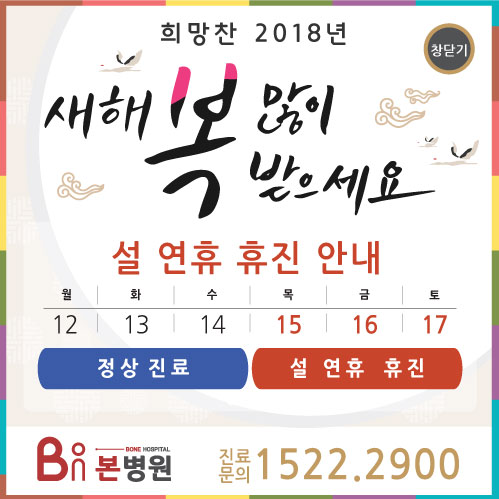 희망찬 2018년
창닫기
새해 복 많이
받으세요
설 연휴 휴진 안내
월 화 수 목 금 토
12 13 14 15 16 17
정상 진료 설 연휴 휴진
BONE HOSPITAL
Bon 본병원
진료
문의 1522.2900